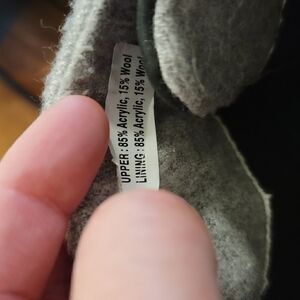 UPPER : 85% Acrylic, 15% Wool
LINING : 85% Acrylic, 15% Wool